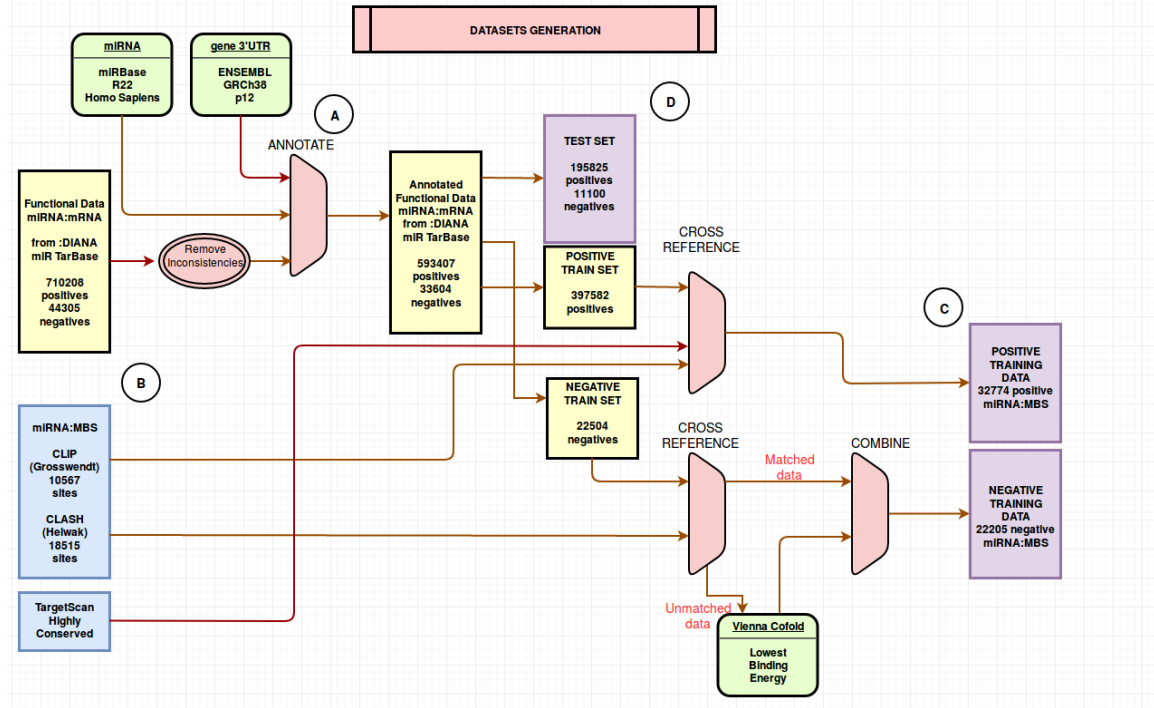 DATASETS GENERATION
miRNA
miRBase
R22
Homo Sapiens
gene 3'UTR
ENSEMBL
GRCh38
p12
A
ANNOTATE
Functional Data
miRNA:mRNA
from :DIANA
miR TarBase
710208
positives
44305
negatives
Remove
Inconsistencies
Annotated
Functional Data
miRNA:mRNA
from :DIANA
miR TarBase
593407
positives
33604
negatives
D
TEST SET
195825
positives
11100
negatives
POSITIVE
TRAIN SET
397582
positives
CROSS
REFERENCE
C
POSITIVE
TRAINING
DATA
32774 positive
miRNA:MBS
B
miRNA:MBS
CLIP
(Grosswendt)
10567
sites
CLASH
(Helwak)
18515
sites
NEGATIVE
TRAIN SET
22504
negatives
CROSS
REFERENCE
Matched
data
COMBINE
NEGATIVE
TRAINING
DATA
22205 negative
miRNA:MBS
TargetScan
Highly
Conserved
Unmatched
data
Vienna Cofold
Lowest
Binding
Energy